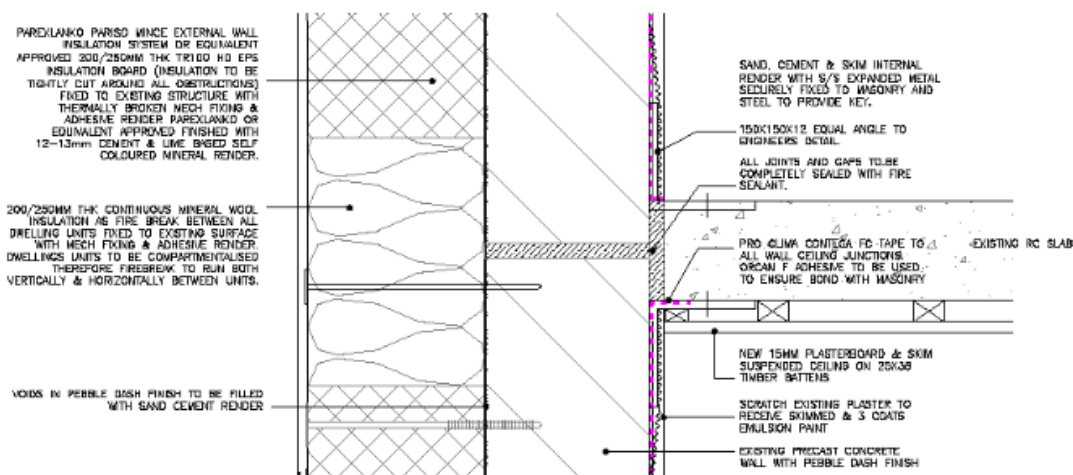 PAREXLANKO PARISO MINCE EXTERNAL WALL
INSULATION SYSTEM OR EQUIVALENT
APPROVED 200/250MM THK TR100 HD EPS
INSULATION BOARD (INSULATION TO BE
TIGHTLY CUT AROUND ALL OBSTRUCTIONS)
FIXED TO EXISTING STRUCTURE WITH
THERMALLY BROKEN MECH FIXING &
ADHESIVE RENDER PAREXLANKO OR
EQUIVALENT APPROVED FINISHED WITH
12-13mm CEMENT & LIME BASED SELF
COLOURED MINERAL RENDER.
200/250MM THK CONTINUOUS MINERAL WOOL
INSULATION AS FIRE BREAK BETWEEN ALL
DWELLING UNITS FIXED TO EXISTING SURFACE
WITH MECH FIXING & ADHESIVE RENDER.
DWELLINGS UNITS TO BE COMPARTMENTALISED
THEREFORE FIREBREAK TO RUN BOTH
VERTICALLY & HORIZONTALLY BETWEEN UNITS.
VOIDS IN PEBBLE DASH FINISH TO BE FILLED
WITH SAND CEMENT RENDER
SAND, CEMENT & SKIM INTERNAL
RENDER WITH S/S EXPANDED METAL
SECURELY FIXED TO MASONRY AND
STEEL TO PROVIDE KEY.
150X150X12 EQUAL ANGLE TO
ENGINEERS DETAIL
ALL JOINTS AND GAPS TO BE
COMPLETELY SEALED WITH FIRE
SEALANT.
PRO CLIMA CONTEGA FC TAPE TO
ALL WALL CEILING JUNCTIONS.
ORCAN F ADHESIVE TO BE USED
TO ENSURE BOND WITH MASONRY
EXISTING RC SLAB
NEW 15MM PLASTERBOARD & SKIM
SUSPENDED CEILING ON 25X38
TIMBER BATTENS
SCRATCH EXISTING PLASTER TO
RECEIVE SKIMMED & 3 COATS
EMULSION PAINT
EXISTING PRECAST CONCRETE
WALL WITH PEBBLE DASH FINISH